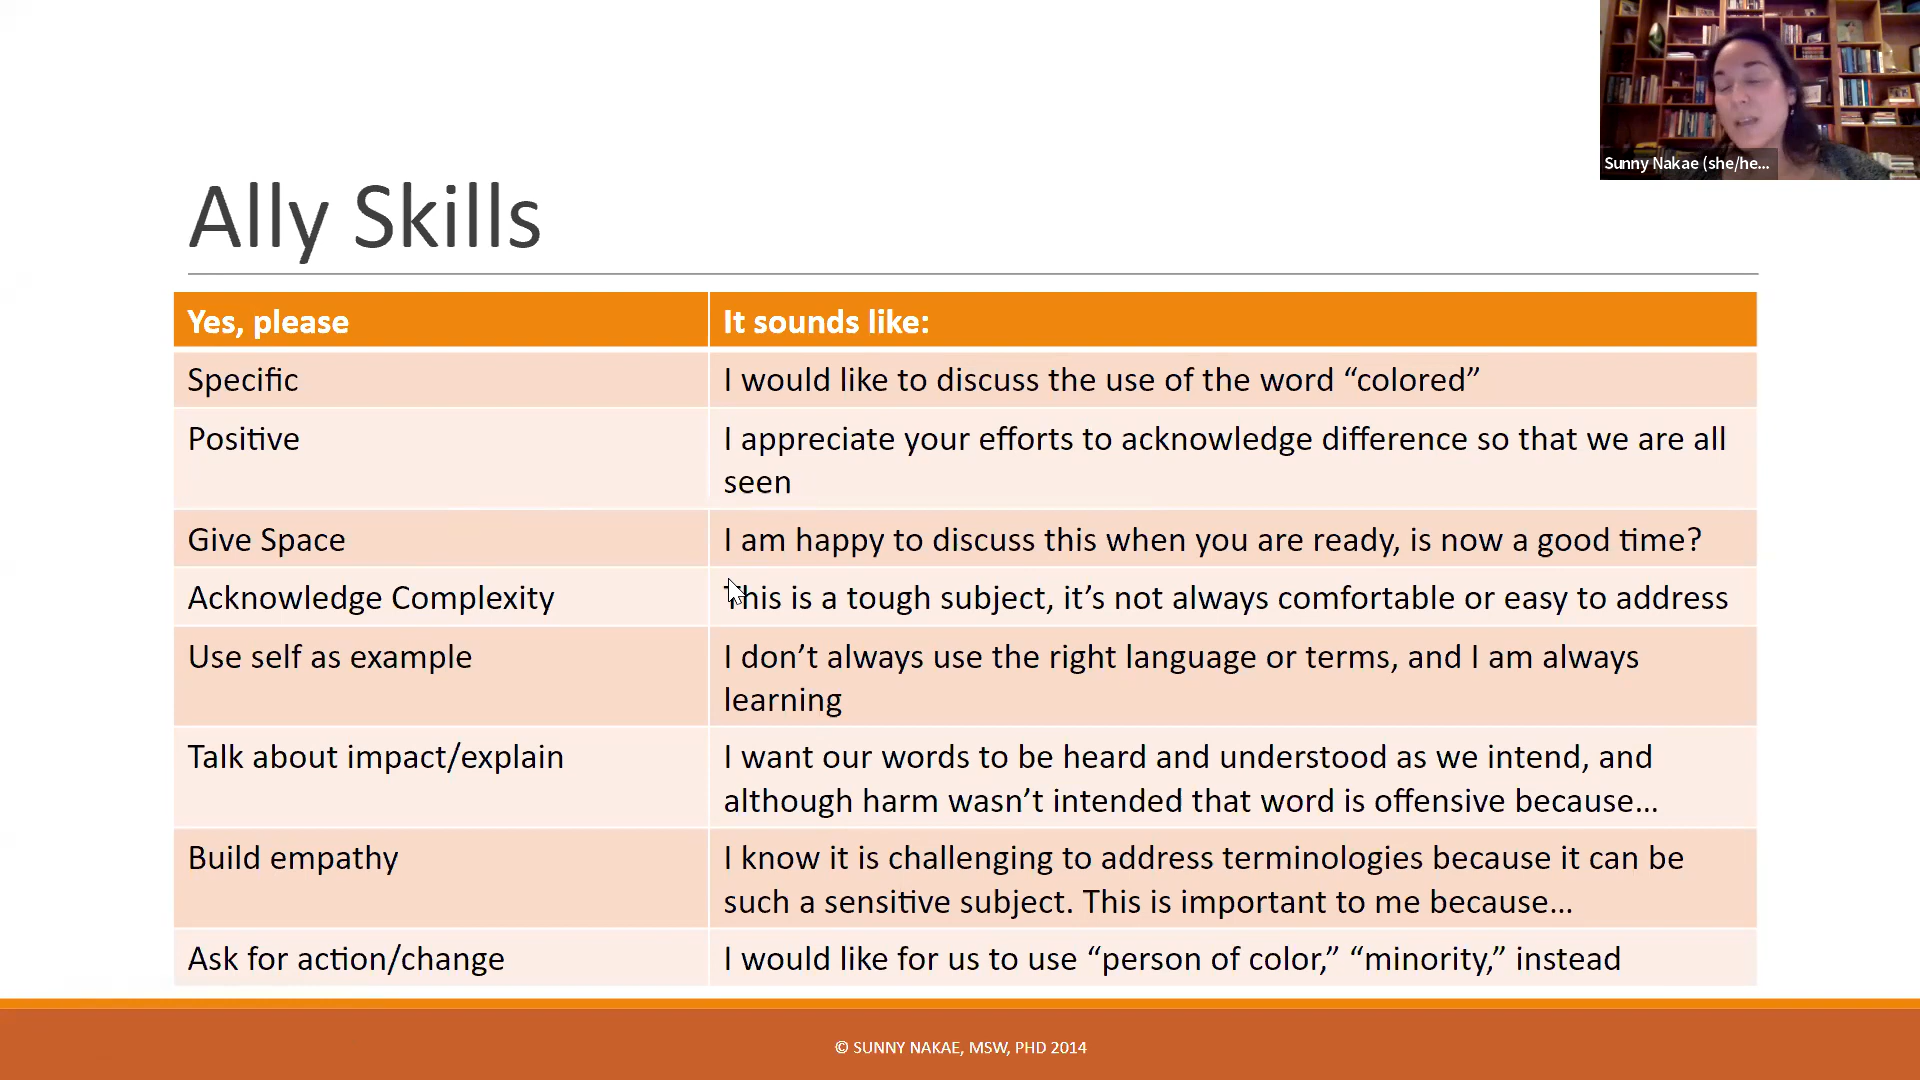 Sunny Nakae (she/he...
Ally Skills
Yes, please
It sounds like:
Specific
I would like to discuss the use of the word “colored”
Positive
I appreciate your efforts to acknowledge difference so that we are all
seen
Give Space
I am happy to discuss this when you are ready, is now a good time?
Acknowledge Complexity
This is a tough subject, it’s not always comfortable or easy to address
Use self as example
I don’t always use the right language or terms, and I am always
learning
Talk about impact/explain
I want our words to be heard and understood as we intend, and
although harm wasn’t intended that word is offensive because…
Build empathy
I know it is challenging to address terminologies because it can be
such a sensitive subject. This is important to me because…
Ask for action/change
I would like for us to use “person of color,” “minority,” instead
© SUNNY NAKAE, MSW, PHD 2014